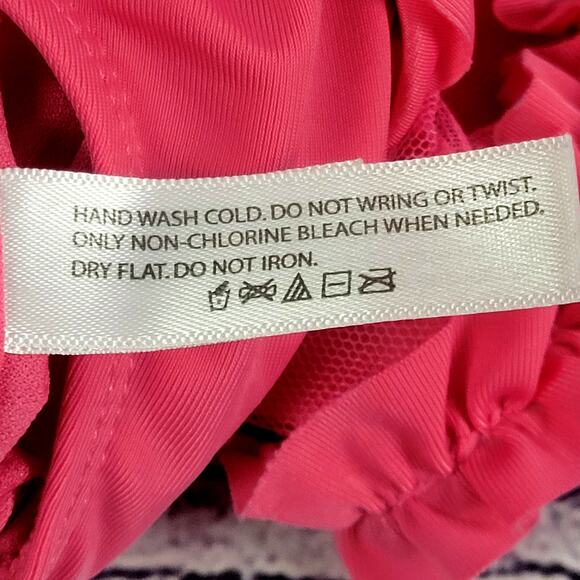 HAND WASH COLD. DO NOT WRING OR TWIST.
ONLY NON-CHLORINE BLEACH WHEN NEEDED.
DRY FLAT. DO NOT IRON.